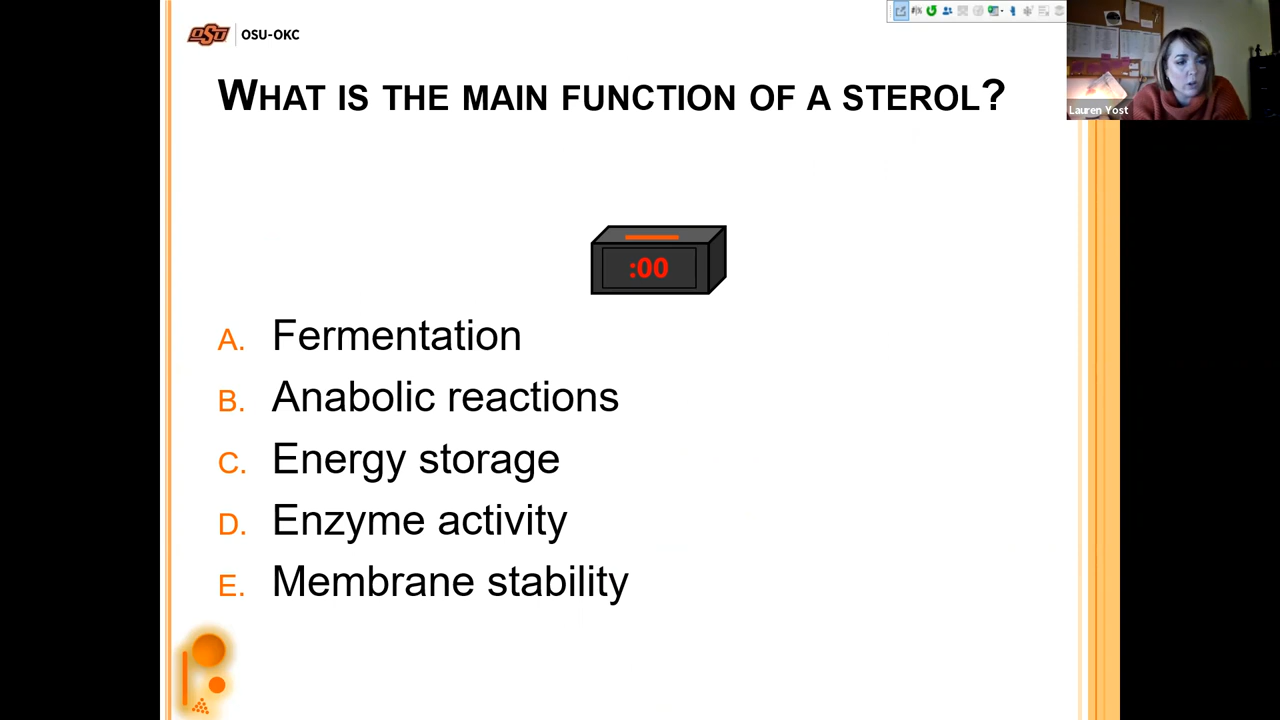 OSU OSU-OKC
WHAT IS THE MAIN FUNCTION OF A STEROL?
Lauren Yost
:00
A. Fermentation
B. Anabolic reactions
C. Energy storage
D. Enzyme activity
E. Membrane stability